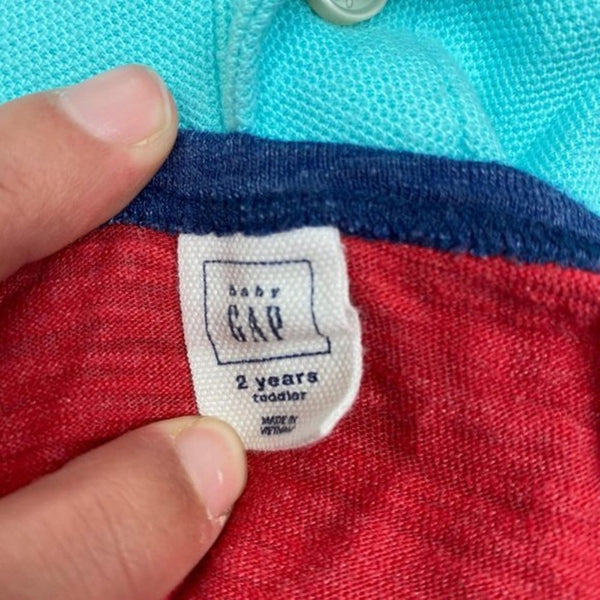 baby
GAP
2 years
toddler
MADE IN
VIETNAM